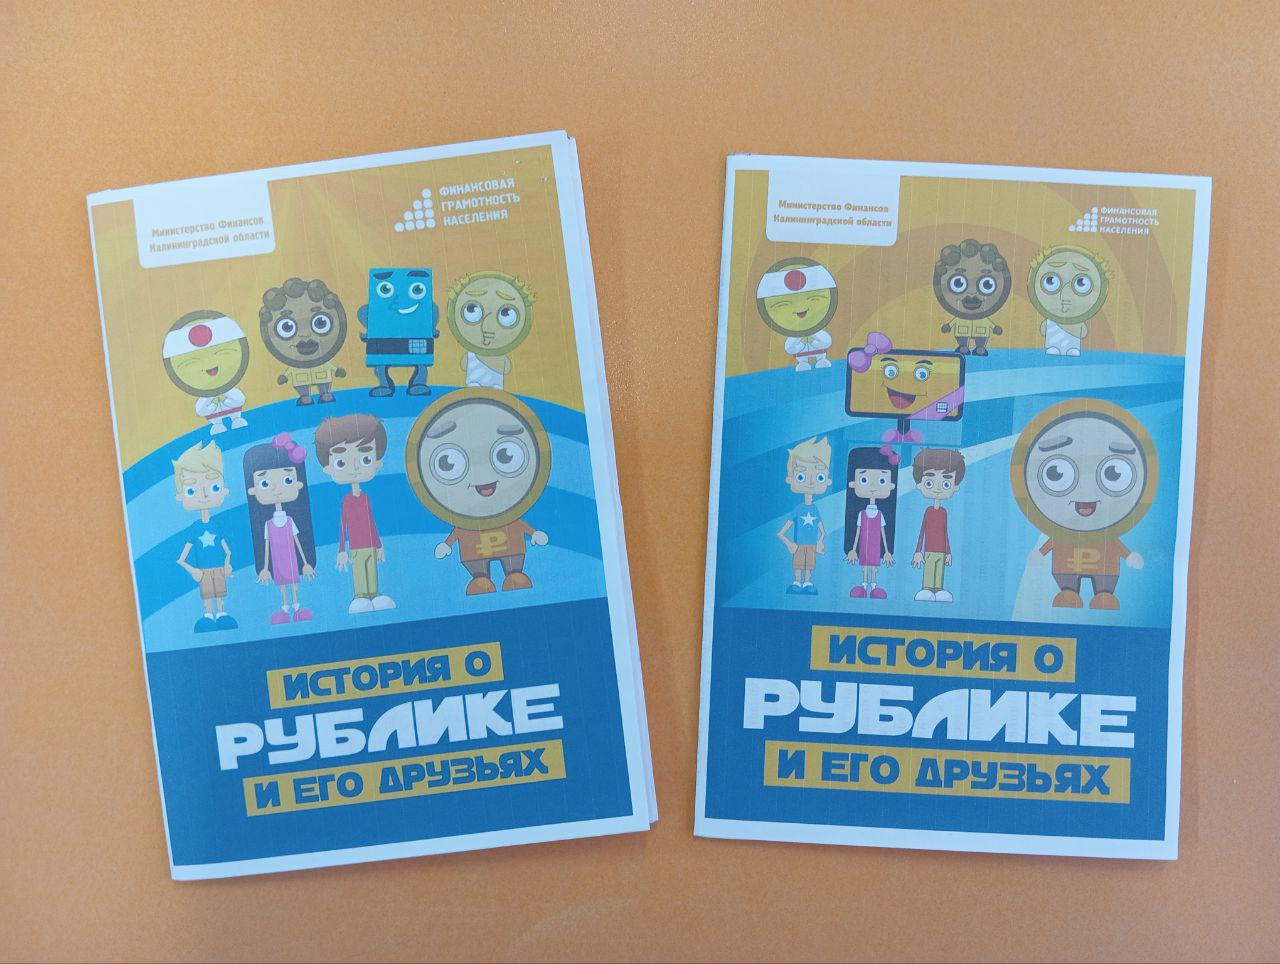 Министерство Финансов
Калининградской области
ФИНАНСОВАЯ
ГРАМОТНОСТЬ
НАСЕЛЕНИЯ
₽
ИСТОРИЯ О
РУБЛИКЕ
И ЕГО ДРУЗЬЯХ
Министерство Финансов
Калининградской области
ФИНАНСОВАЯ
ГРАМОТНОСТЬ
НАСЕЛЕНИЯ
₽
ИСТОРИЯ О
РУБЛИКЕ
И ЕГО ДРУЗЬЯХ